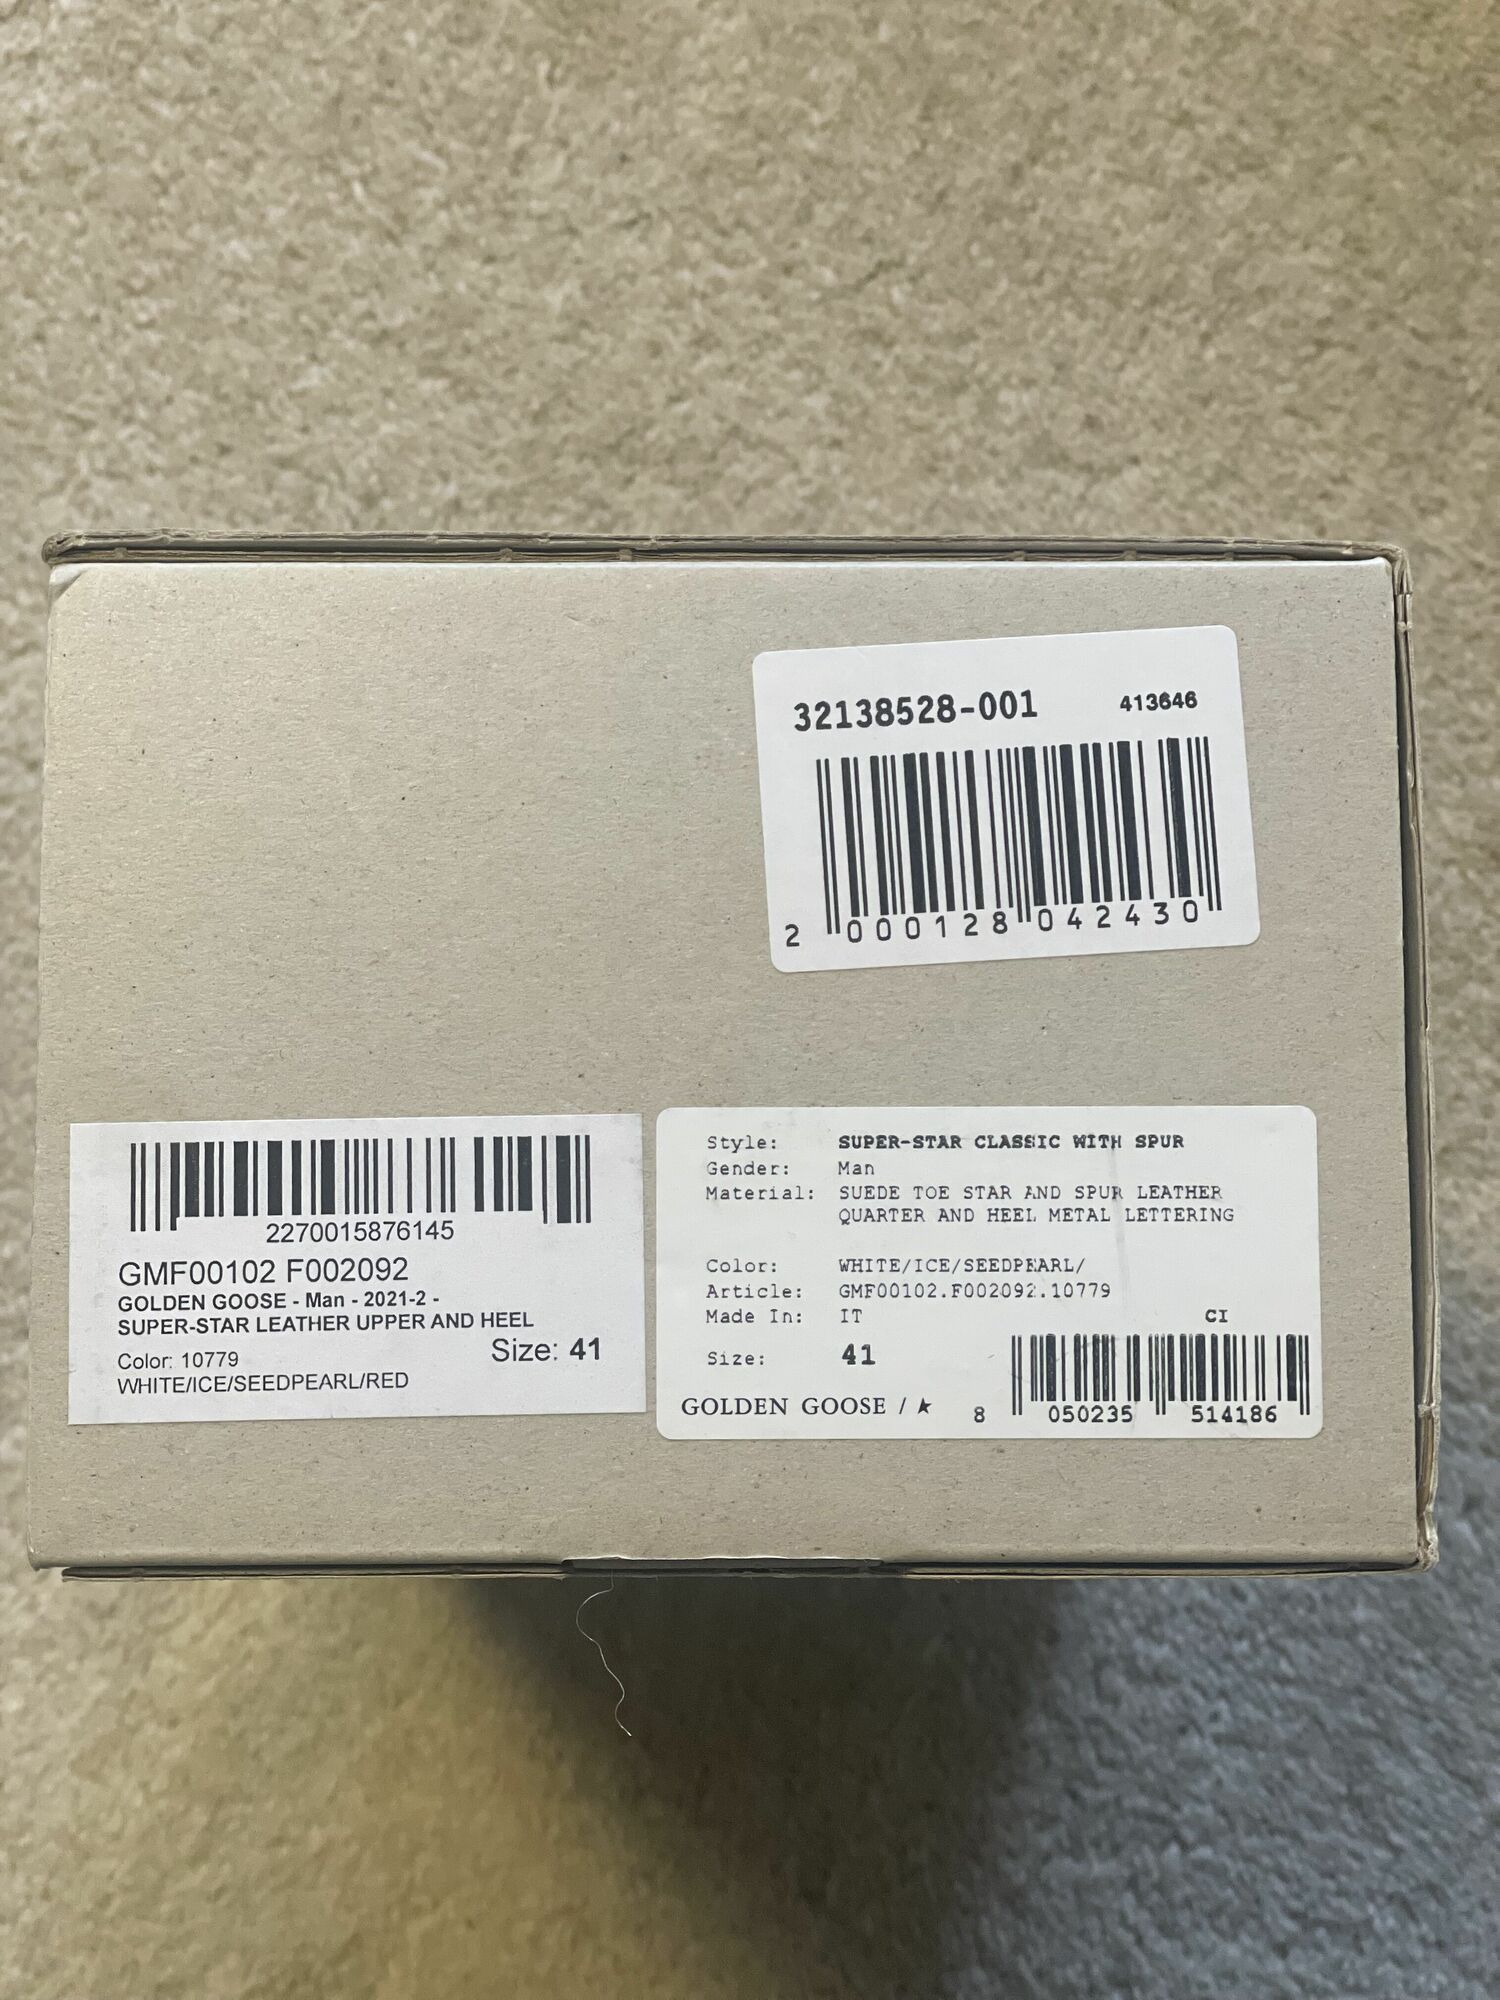 32138528-001 413646
2 000128 042430
2270015876145
GMF00102 F002092
GOLDEN GOOSE - Man - 2021-2 -
SUPER-STAR LEATHER UPPER AND HEEL
Size: 41
Color: 10779
WHITE/ICE/SEEDPEARL/RED
Style: SUPER-STAR CLASSIC WITH SPUR
Gender: Man
Material: SUEDE TOE STAR AND SPUR LEATHER
QUARTER AND HEEL METAL LETTERING
Color: WHITE/ICE/SEEDPEARL/
Article: GMF00102.F002092.10779
Made In: IT CI
Size: 41
GOLDEN GOOSE / ★
8 050235 514186